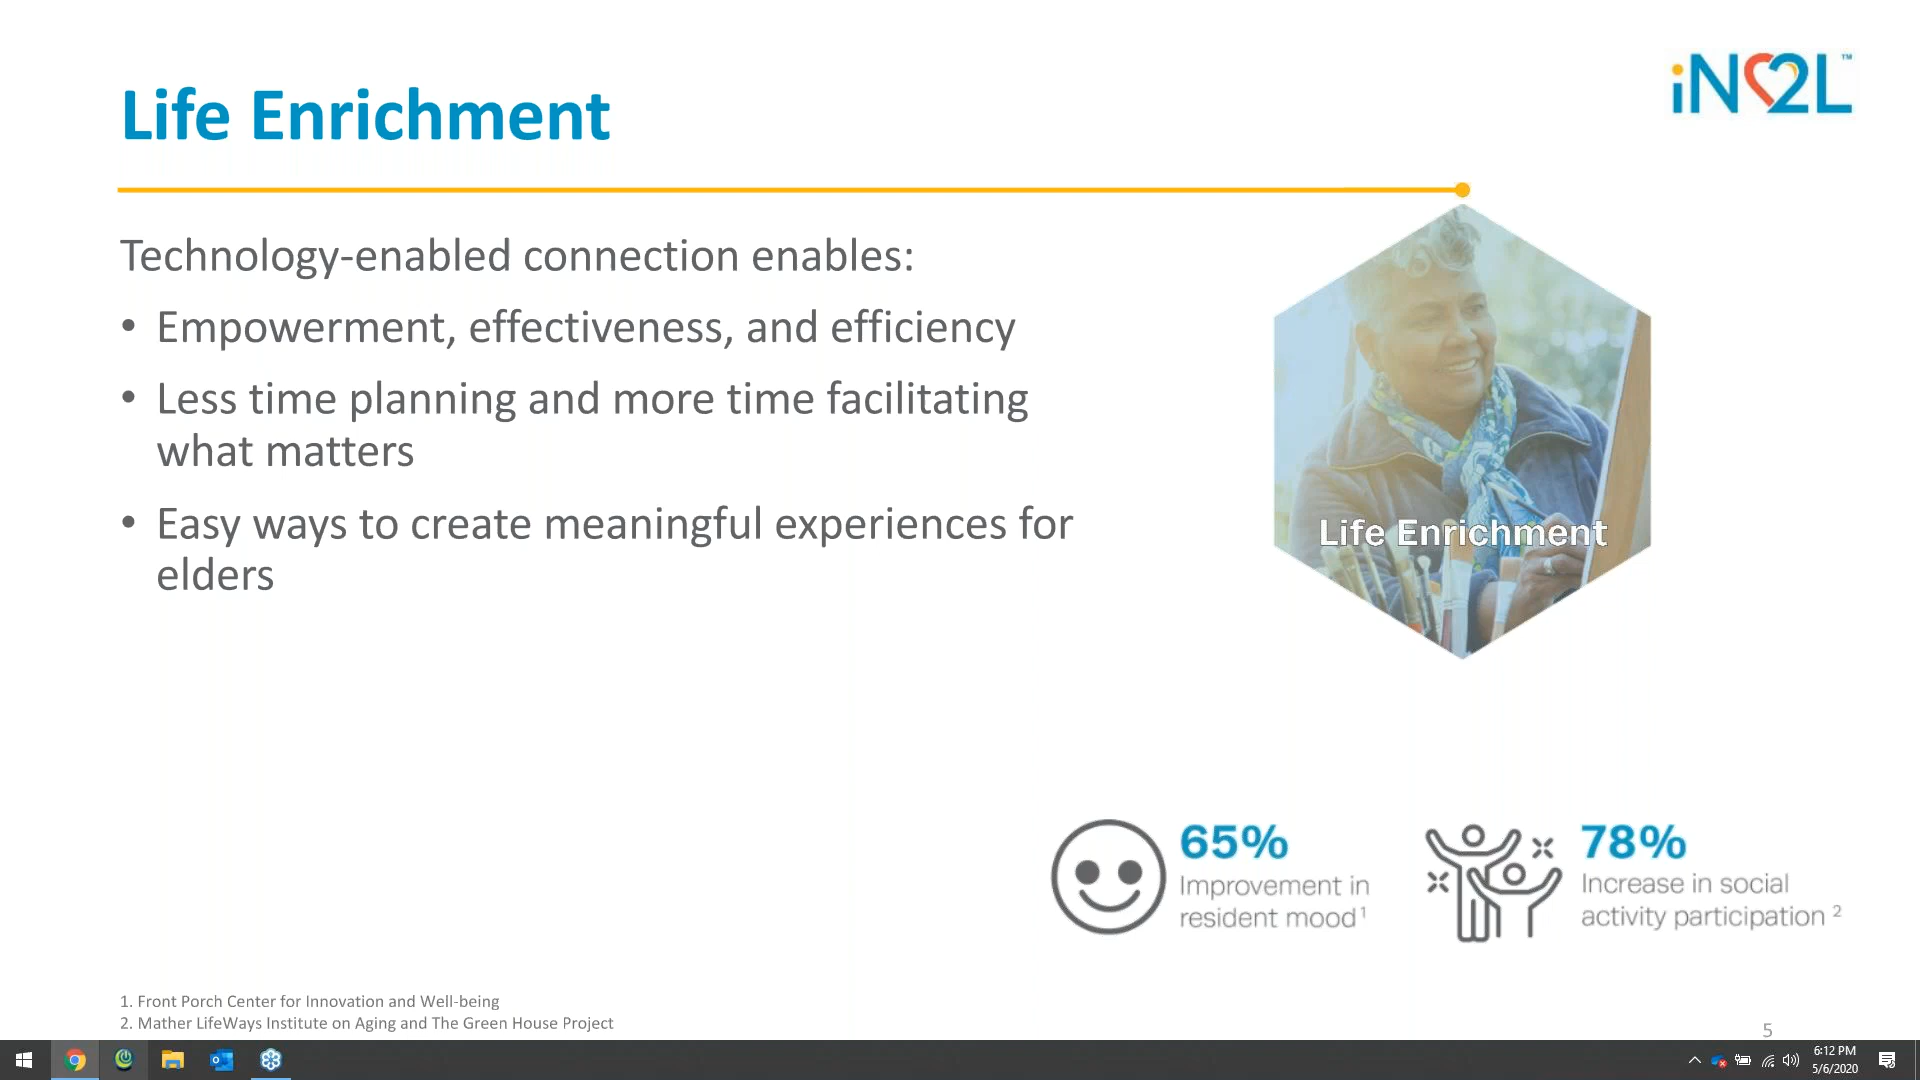 Life Enrichment
iN2L™
Technology-enabled connection enables:
• Empowerment, effectiveness, and efficiency
• Less time planning and more time facilitating
what matters
• Easy ways to create meaningful experiences for
elders
Life Enrichment
65%
Improvement in
resident mood¹
78%
Increase in social
activity participation ²
1. Front Porch Center for Innovation and Well-being
2. Mather LifeWays Institute on Aging and The Green House Project
5
6:12 PM
5/6/2020